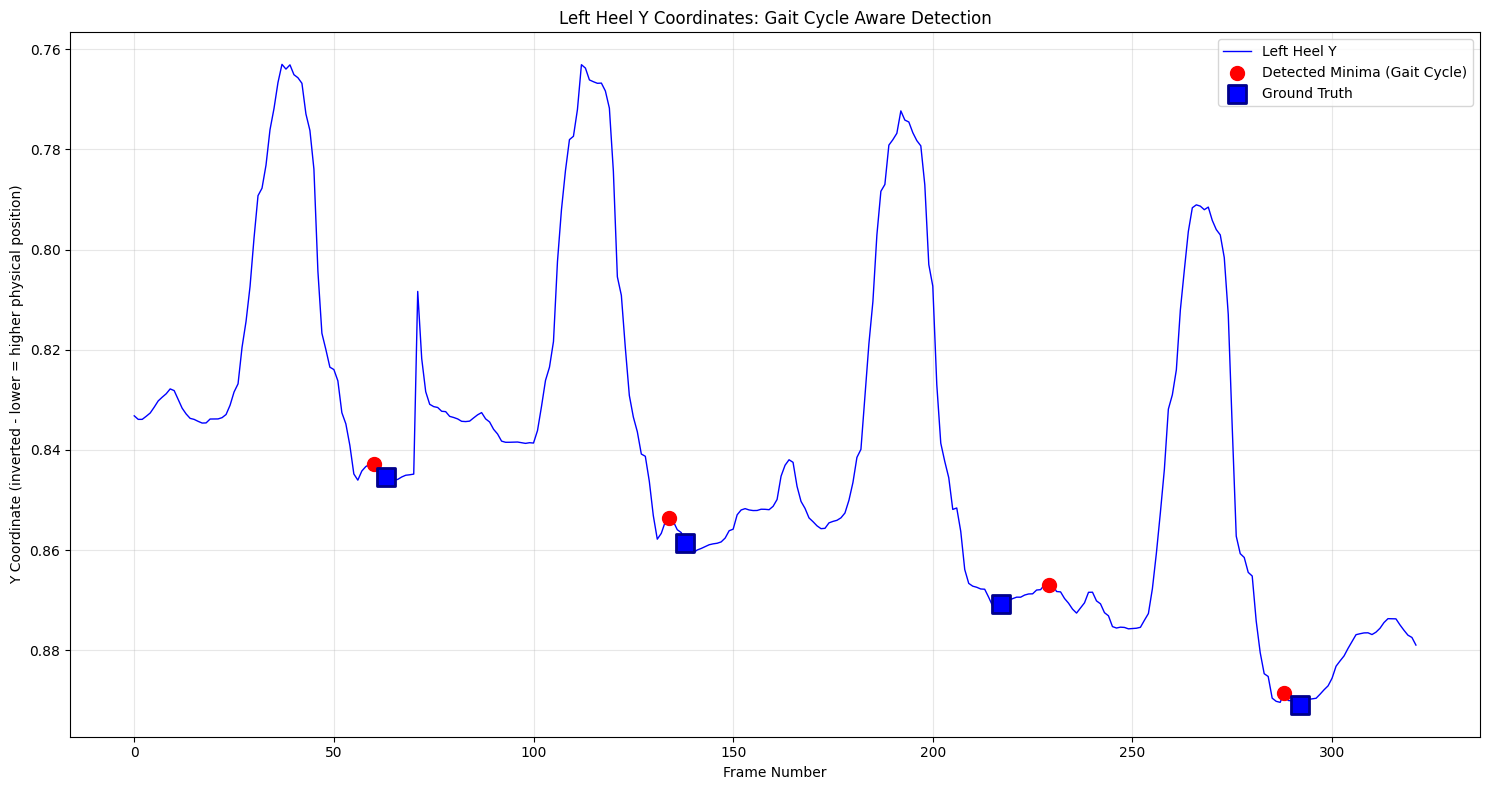 Left Heel Y Coordinates: Gait Cycle Aware Detection
Left Heel Y
Detected Minima (Gait Cycle)
Ground Truth
Y Coordinate (inverted - lower = higher physical position)
0.76
0.78
0.80
0.82
0.84
0.86
0.88
0
50
100
150
200
250
300
Frame Number